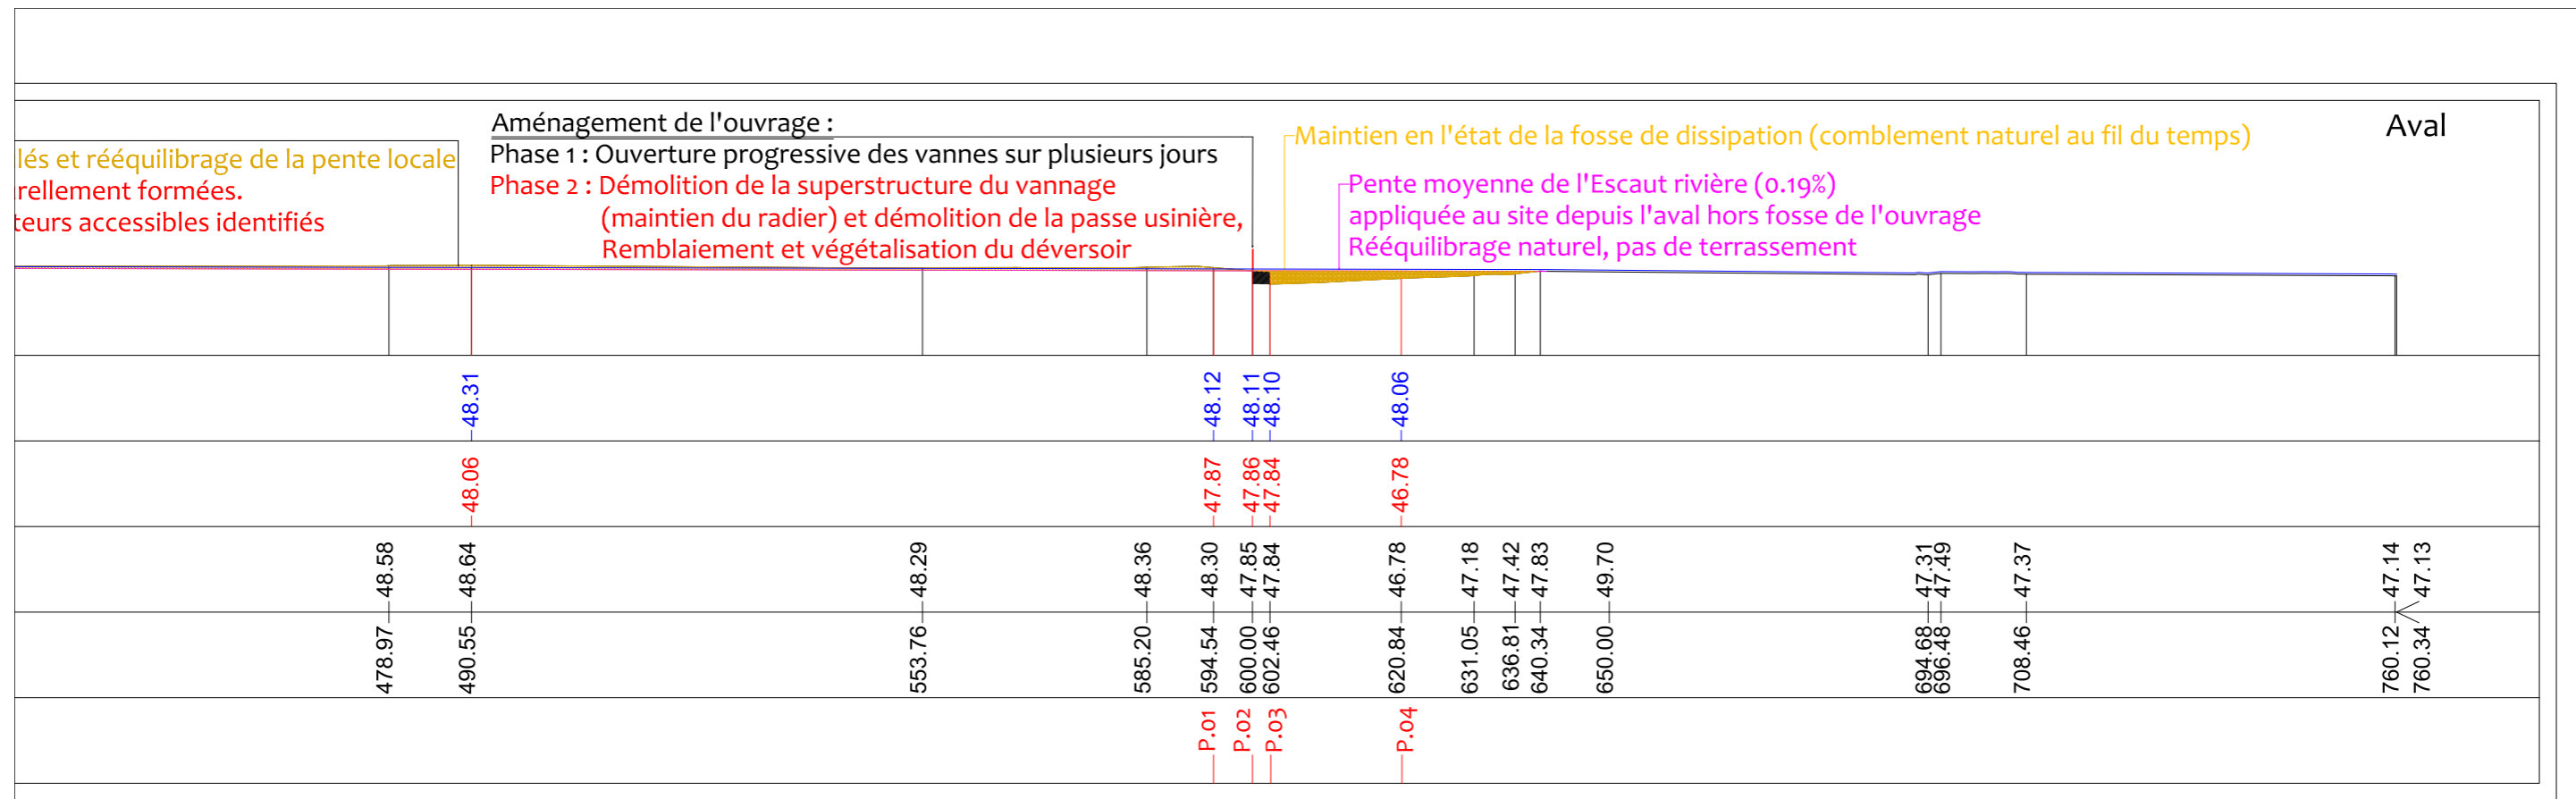 lés et rééquilibrage de la pente locale
rellement formées.
teurs accessibles identifiés
Aménagement de l'ouvrage :
Phase 1 : Ouverture progressive des vannes sur plusieurs jours
Phase 2 : Démolition de la superstructure du vannage
(maintien du radier) et démolition de la passe usinière,
Remblaiement et végétalisation du déversoir
Maintien en l'état de la fosse de dissipation (comblement naturel au fil du temps)
Pente moyenne de l'Escaut rivière (0.19%)
appliquée au site depuis l'aval hors fosse de l'ouvrage
Rééquilibrage naturel, pas de terrassement
Aval
48.31 48.12 48.11 48.10 48.06
48.06 47.87 47.86 47.84 46.78
48.58 48.64 48.29 48.36 48.30 47.85 47.84 46.78 47.18 47.42 47.83 49.70 47.31 47.49 47.37 47.14 47.13
478.97 490.55 553.76 585.20 594.54 600.00 602.46 620.84 631.05 636.81 640.34 650.00 694.68 696.48 708.46 760.12 760.34
P.01 P.02 P.03 P.04